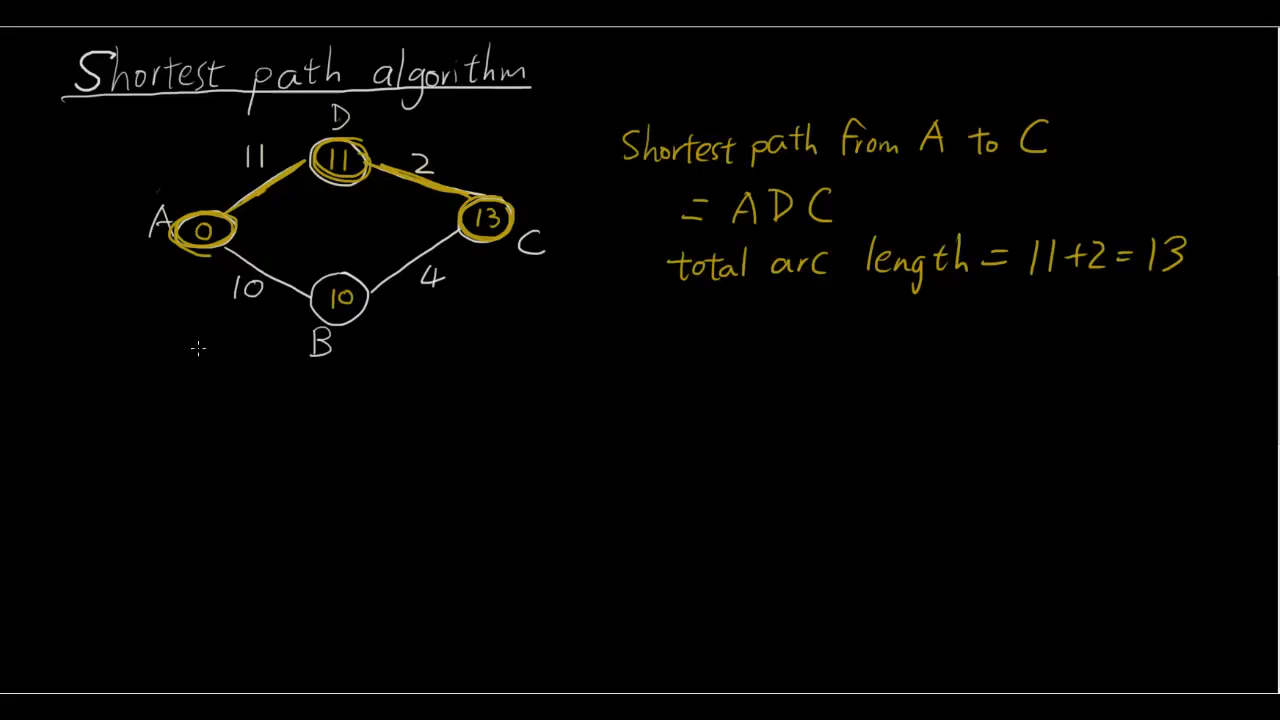 Shortest path algorithm
D
11
11
2
A
0
13
C
10
10
4
B
Shortest path from A to C
= A D C
total arc length = 11+2 = 13